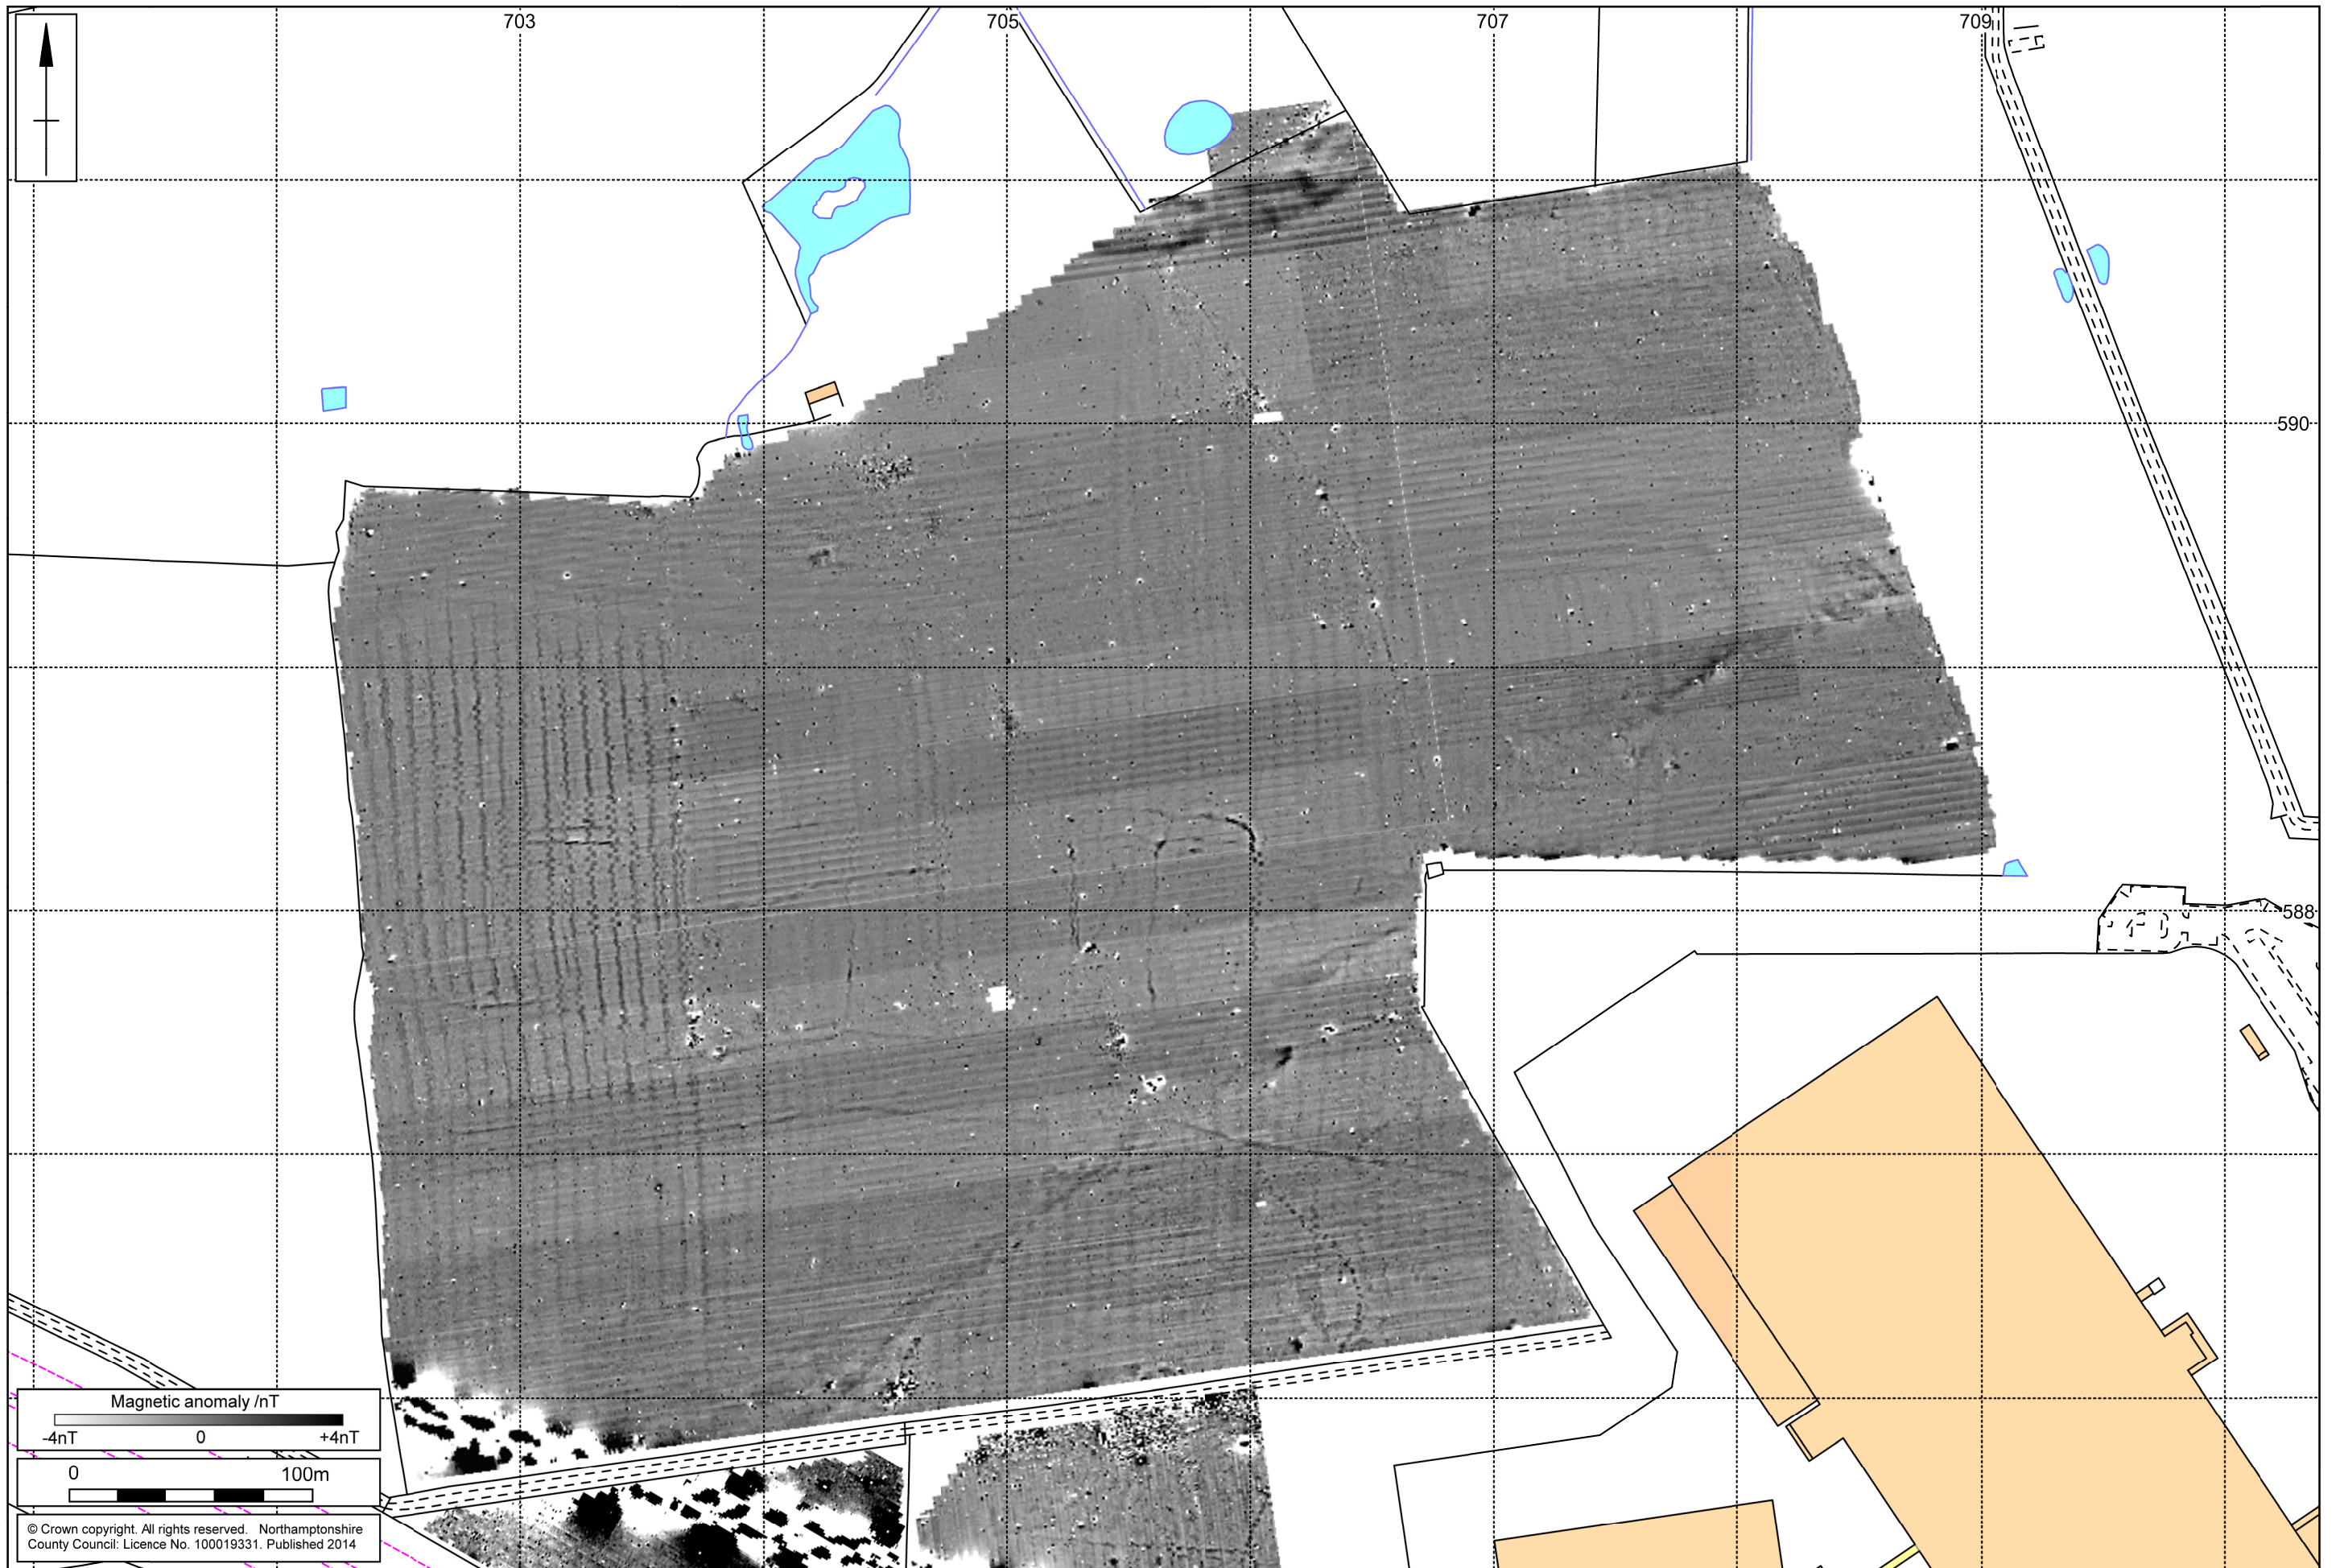 703 705 707 709
590
588
Magnetic anomaly /nT
-4nT 0 +4nT
0 100m
© Crown copyright. All rights reserved. Northamptonshire
County Council: Licence No. 100019331. Published 2014